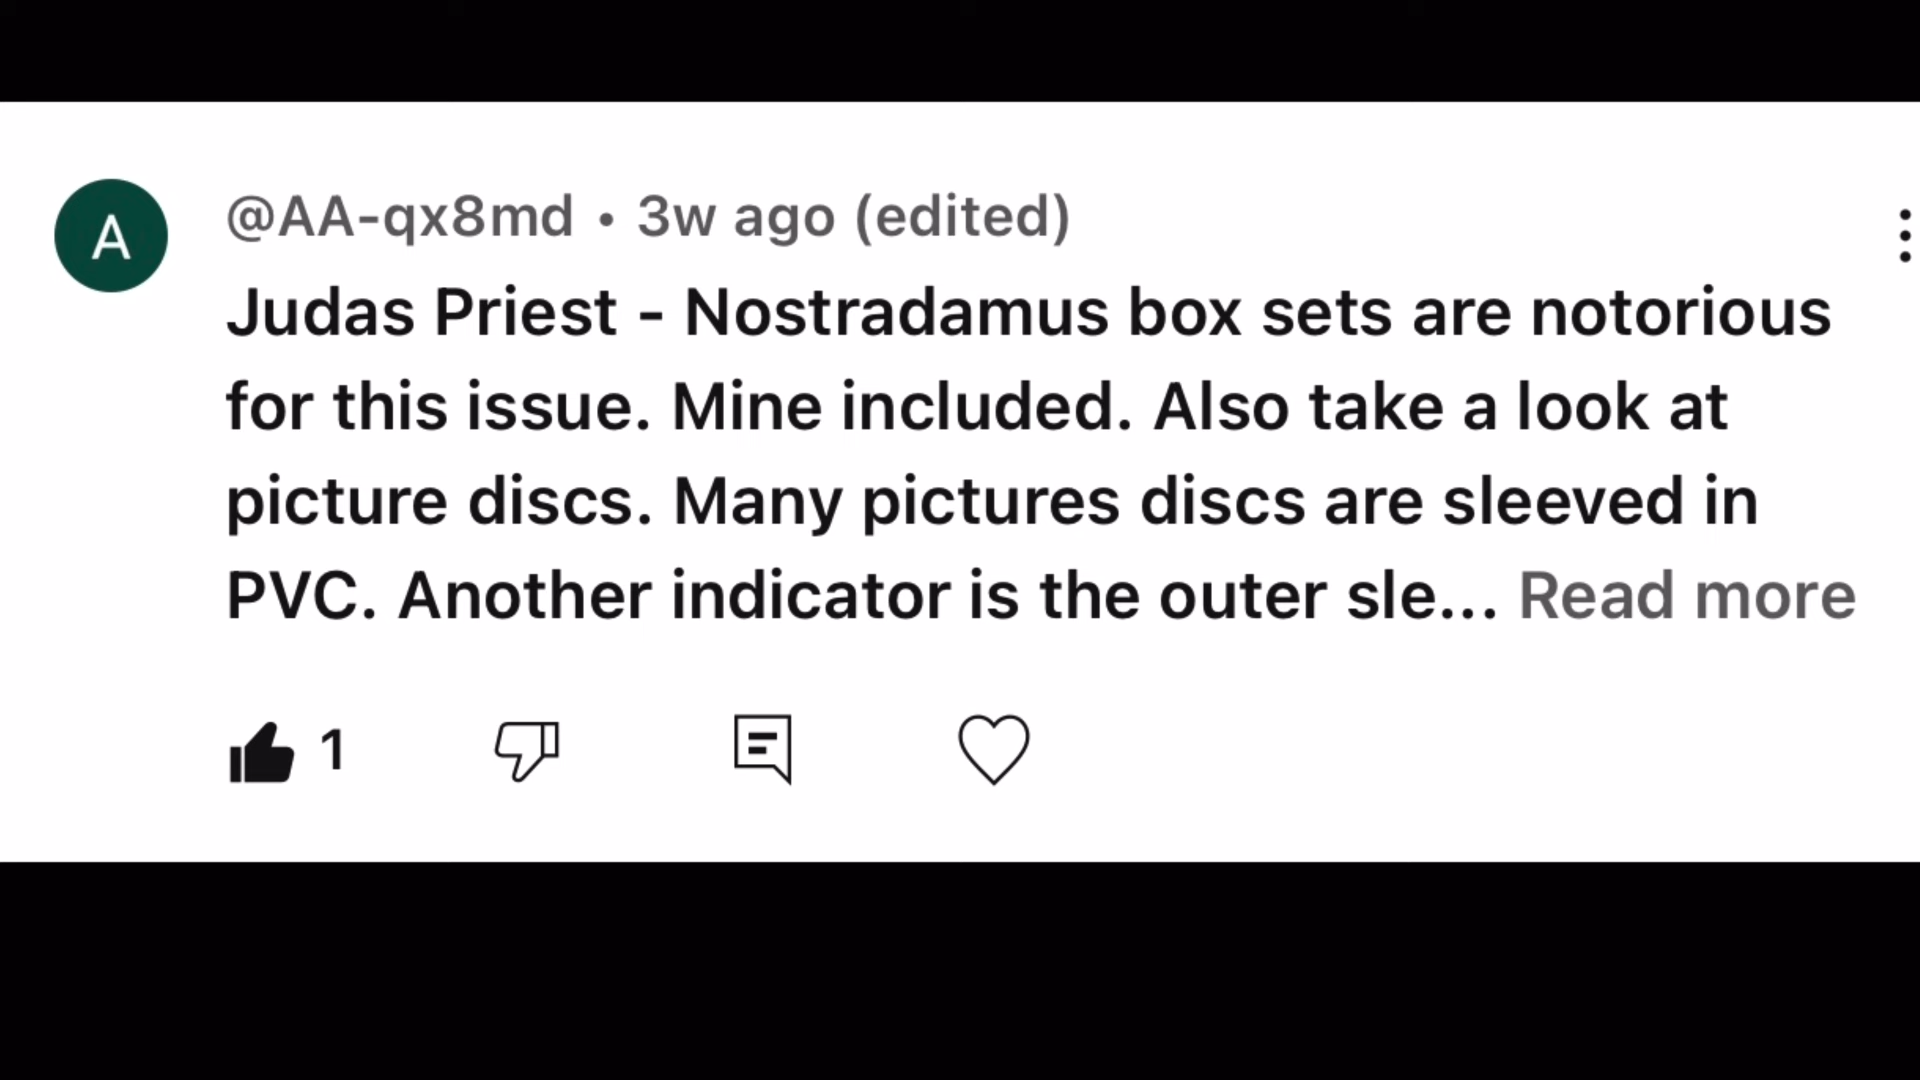 A
@AA-qx8md • 3w ago (edited)
Judas Priest - Nostradamus box sets are notorious
for this issue. Mine included. Also take a look at
picture discs. Many pictures discs are sleeved in
PVC. Another indicator is the outer sle... Read more
1